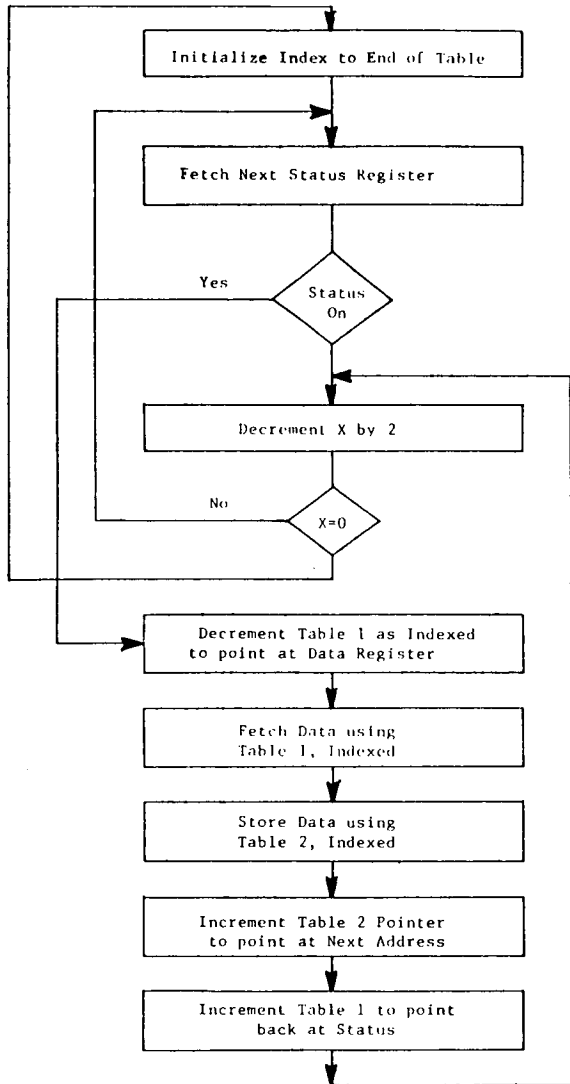 Initialize Index to End of Table
Fetch Next Status Register
Yes
Status
On
Decrement X by 2
No
X=0
Decrement Table 1 as Indexed
to point at Data Register
Fetch Data using
Table 1, Indexed
Store Data using
Table 2, Indexed
Increment Table 2 Pointer
to point at Next Address
Increment Table 1 to point
back at Status